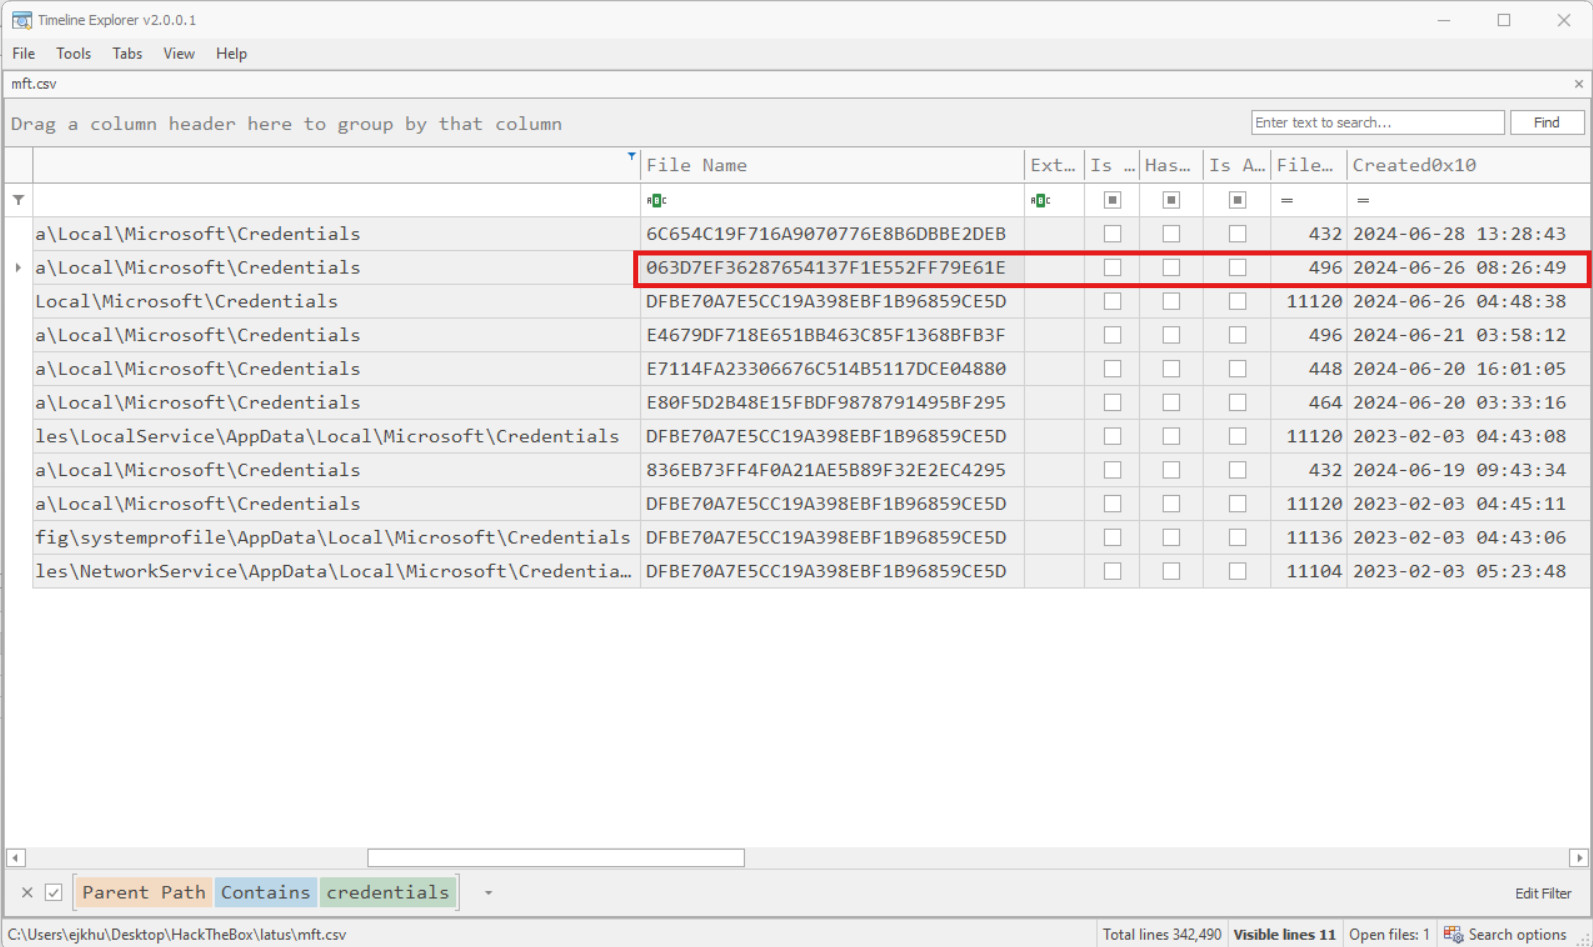 Timeline Explorer v2.0.0.1
File Tools Tabs View Help
mft.csv
Drag a column header here to group by that column
Enter text to search... Find
File Name Ext... Is ... Has... Is A... File... Created0x10
= =
a\Local\Microsoft\Credentials 6C654C19F716A9070776E8B6DBBE2DEB 432 2024-06-28 13:28:43
a\Local\Microsoft\Credentials 063D7EF36287654137F1E552FF79E61E 496 2024-06-26 08:26:49
Local\Microsoft\Credentials DFBE70A7E5CC19A398EBF1B96859CE5D 11120 2024-06-26 04:48:38
a\Local\Microsoft\Credentials E4679DF718E651BB463C85F1368BFB3F 496 2024-06-21 03:58:12
a\Local\Microsoft\Credentials E7114FA23306676C514B5117DCE04880 448 2024-06-20 16:01:05
a\Local\Microsoft\Credentials E80F5D2B48E15FBDF9878791495BF295 464 2024-06-20 03:33:16
les\LocalService\AppData\Local\Microsoft\Credentials DFBE70A7E5CC19A398EBF1B96859CE5D 11120 2023-02-03 04:43:08
a\Local\Microsoft\Credentials 836EB73FF4F0A21AE5B89F32E2EC4295 432 2024-06-19 09:43:34
a\Local\Microsoft\Credentials DFBE70A7E5CC19A398EBF1B96859CE5D 11120 2023-02-03 04:45:11
fig\systemprofile\AppData\Local\Microsoft\Credentials DFBE70A7E5CC19A398EBF1B96859CE5D 11136 2023-02-03 04:43:06
les\NetworkService\AppData\Local\Microsoft\Credentia... DFBE70A7E5CC19A398EBF1B96859CE5D 11104 2023-02-03 05:23:48
Parent Path Contains credentials Edit Filter
C:\Users\ejkhu\Desktop\HackTheBox\latus\mft.csv Total lines 342,490 Visible lines 11 Open files: 1 Search options